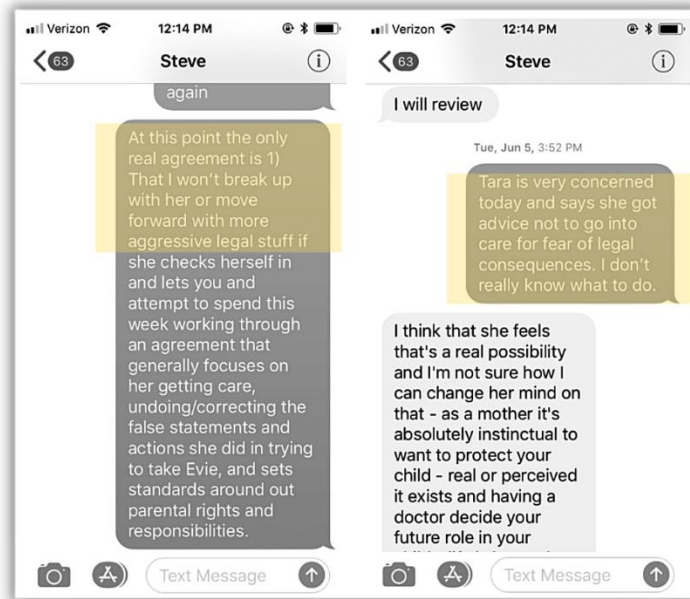 Verizon 12:14 PM
63 Steve i
again
At this point the only
real agreement is 1)
That I won't break up
with her or move
forward with more
aggressive legal stuff if
she checks herself in
and lets you and
attempt to spend this
week working through
an agreement that
generally focuses on
her getting care,
undoing/correcting the
false statements and
actions she did in trying
to take Evie, and sets
standards around out
parental rights and
responsibilities.
Text Message
Verizon 12:14 PM
63 Steve i
I will review
Tue, Jun 5, 3:52 PM
Tara is very concerned
today and says she got
advice not to go into
care for fear of legal
consequences. I don't
really know what to do.
I think that she feels
that's a real possibility
and I'm not sure how I
can change her mind on
that - as a mother it's
absolutely instinctual to
want to protect your
child - real or perceived
it exists and having a
doctor decide your
future role in your
Text Message